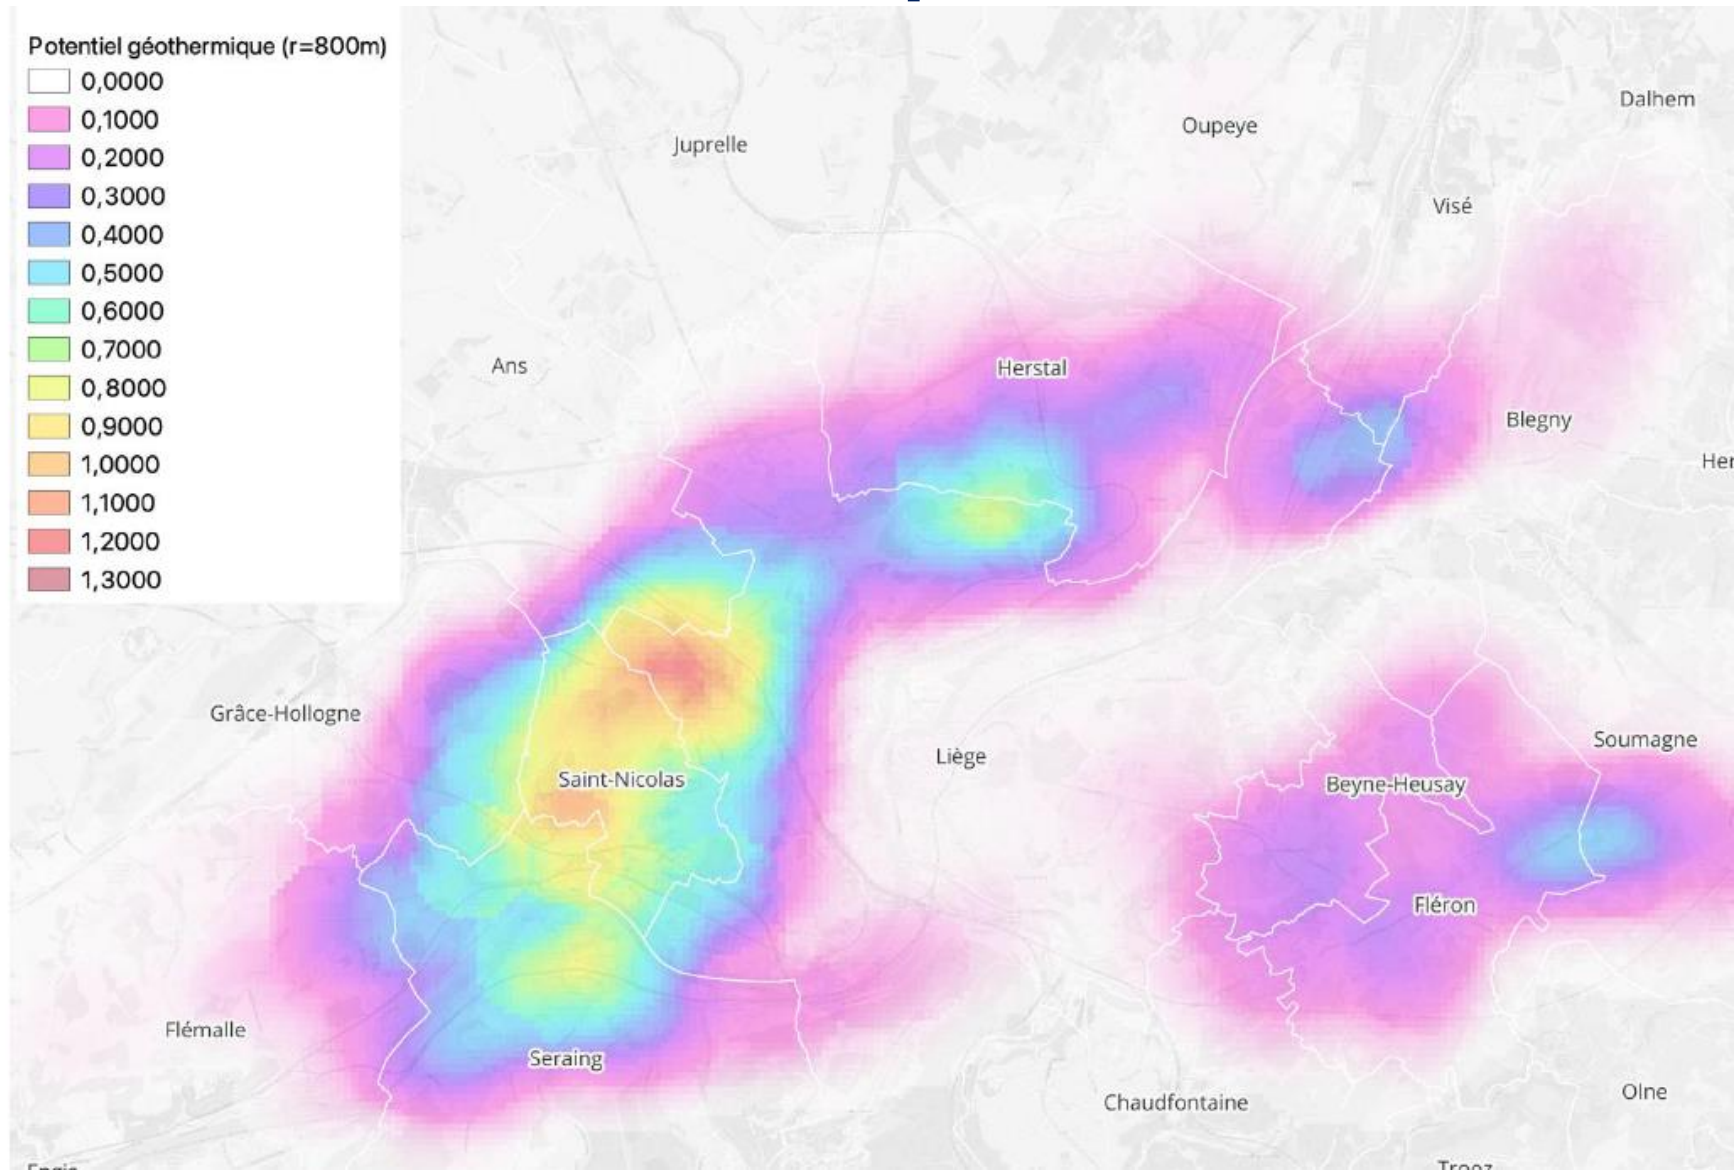 Potentiel géothermique (r=800m)
0,0000
0,1000
0,2000
0,3000
0,4000
0,5000
0,6000
0,7000
0,8000
0,9000
1,0000
1,1000
1,2000
1,3000
Dalhem
Oupeye
Juprelle
Visé
Ans
Herstal
Blegny
Her
Grâce-Hollogne
Soumagne
Liège
Saint-Nicolas
Beyne-Heusay
Fléron
Flémalle
Seraing
Olne
Chaudfontaine